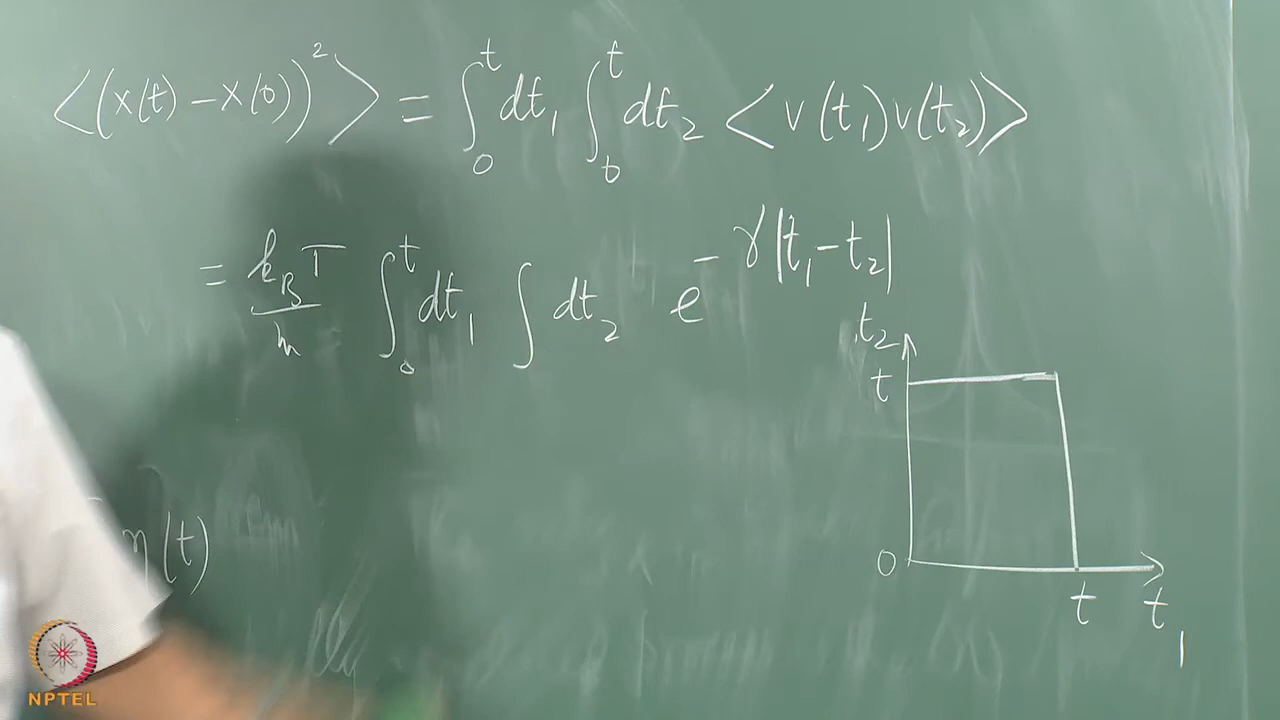 ⟨(x(t) − x(0))² ⟩ = ∫₀ᵗ dt₁ ∫₀ᵗ dt₂ ⟨ v(t₁)v(t₂)⟩
= k_B T / m ∫₀ᵗ dt₁ ∫ dt₂ e^{−γ|t₁−t₂|}
t₂
t
η(t)
0
t
t₁
NPTEL